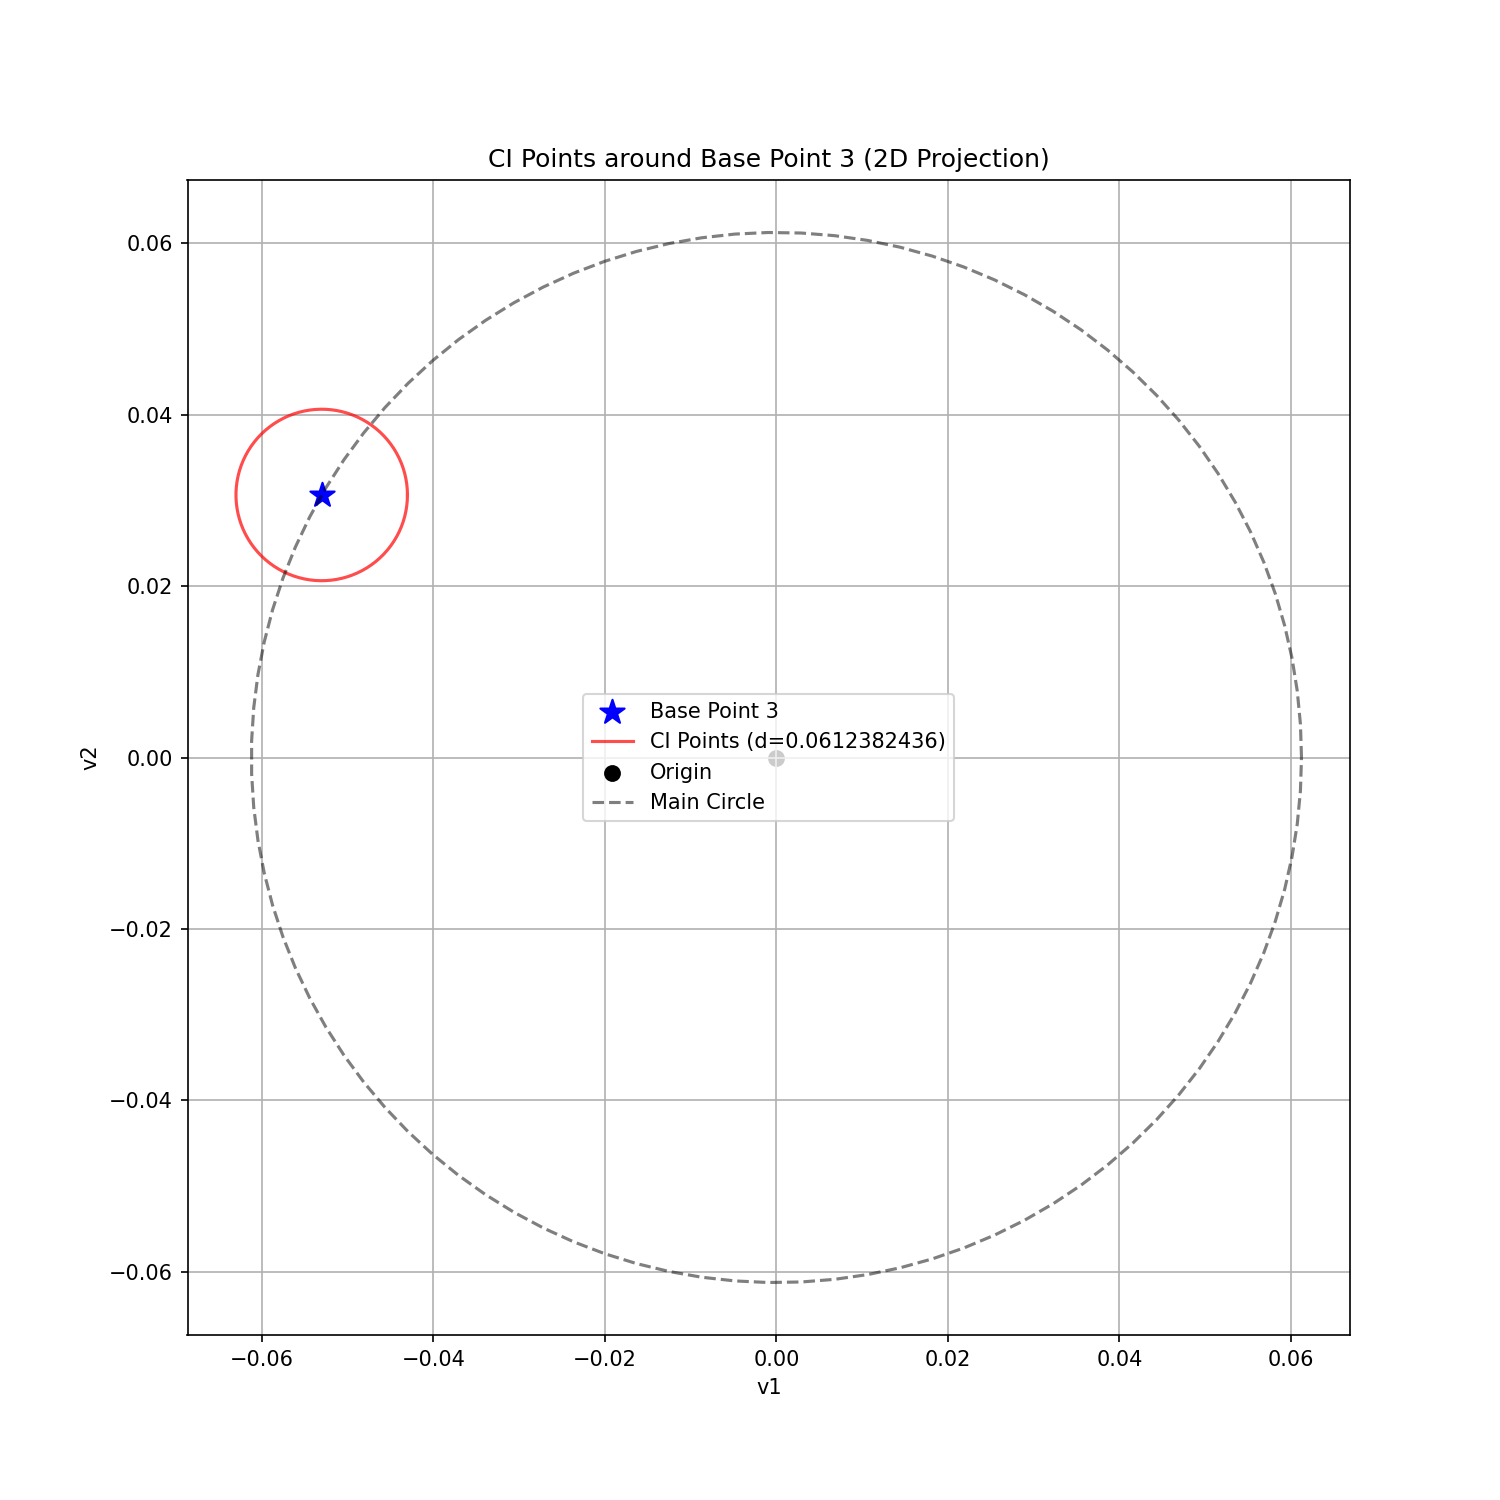 CI Points around Base Point 3 (2D Projection)
0.06
0.04
0.02
0.00
−0.02
−0.04
−0.06
v2
Base Point 3
CI Points (d=0.0612382436)
Origin
Main Circle
−0.06 −0.04 −0.02 0.00 0.02 0.04 0.06
v1